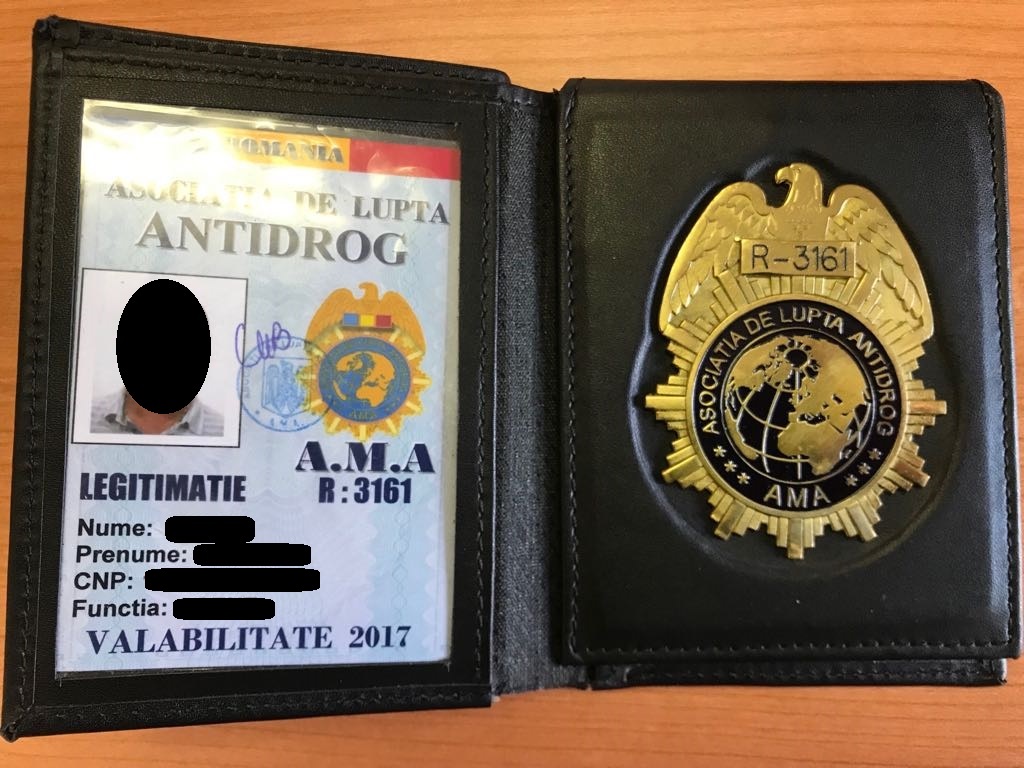 ROMANIA
ASOCIATIA DE LUPTA
ANTIDROG
AMA
A.M.A
R : 3161
LEGITIMATIE
Nume:
Prenume:
CNP:
Functia:
VALABILITATE 2017
R-3161
ASOCIATIA DE LUPTA ANTIDROG
AMA